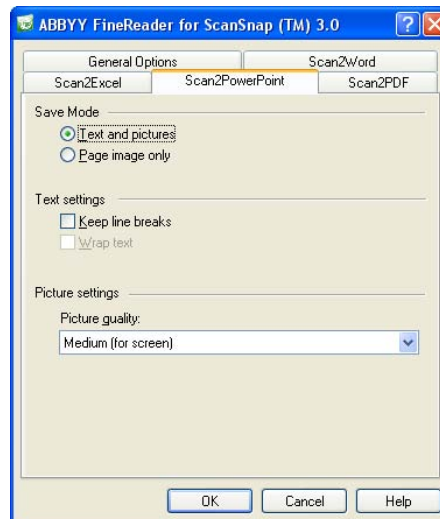 ABBYY FineReader for ScanSnap (TM) 3.0
General Options Scan2Word
Scan2Excel Scan2PowerPoint Scan2PDF
Save Mode
Text and pictures
Page image only
Text settings
Keep line breaks
Wrap text
Picture settings
Picture quality:
Medium (for screen)
OK Cancel Help